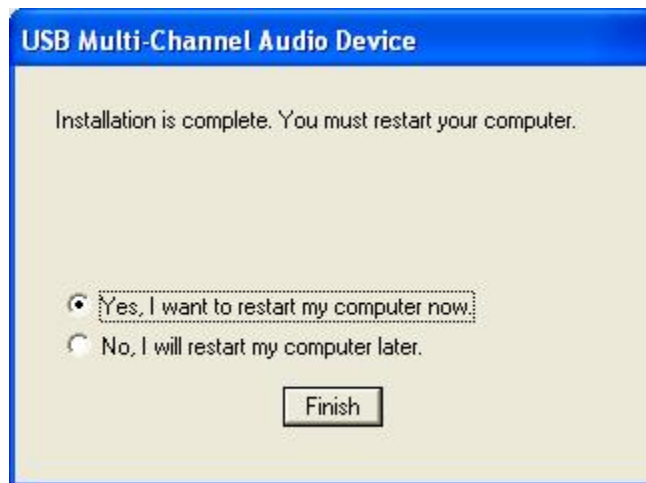 USB Multi-Channel Audio Device
Installation is complete. You must restart your computer.
Yes, I want to restart my computer now.
No, I will restart my computer later.
Finish